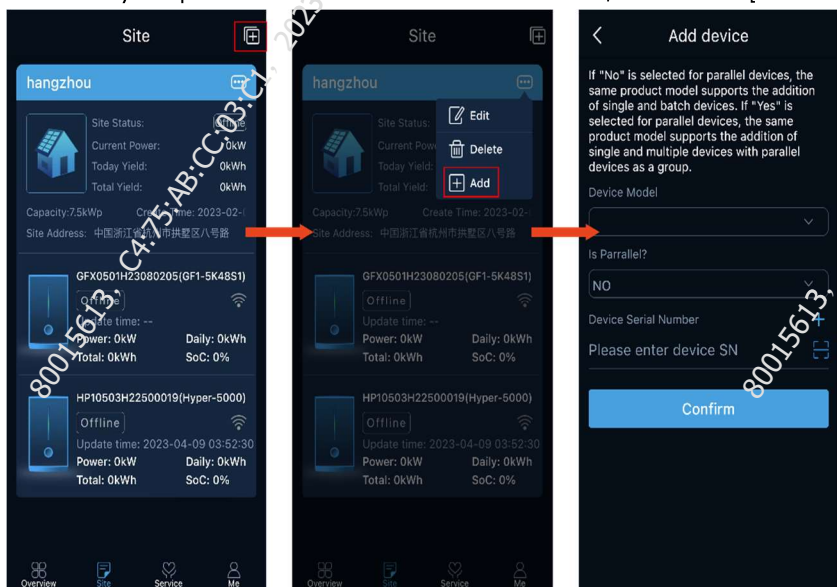 Site
hangzhou
Site Status: Offline
Current Power: 0kW
Today Yield: 0kWh
Total Yield: 0kWh
Capacity:7.5kWp Create Time: 2023-02-
Site Address: 中国浙江省杭州市拱墅区八号路
GFX0501H23080205(GF1-5K48S1)
Offline
Update time: --
Power: 0kW Daily: 0kWh
Total: 0kWh SoC: 0%
HP10503H22500019(Hyper-5000)
Offline
Update time: 2023-04-09 03:52:30
Power: 0kW Daily: 0kWh
Total: 0kWh SoC: 0%
Overview Site Service Me
Site
hangzhou
Site Status:
Current Pow
Today Yield:
Total Yield:
Edit
Delete
Add
Capacity:7.5kWp Create Time: 2023-02-
Site Address: 中国浙江省杭州市拱墅区八号路
GFX0501H23080205(GF1-5K48S1)
Offline
Update time: --
Power: 0kW Daily: 0kWh
Total: 0kWh SoC: 0%
HP10503H22500019(Hyper-5000)
Offline
Update time: 2023-04-09 03:52:30
Power: 0kW Daily: 0kWh
Total: 0kWh SoC: 0%
Overview Site Service Me
Add device
If "No" is selected for parallel devices, the
same product model supports the addition
of single and batch devices. If "Yes" is
selected for parallel devices, the same
product model supports the addition of
single and multiple devices with parallel
devices as a group.
Device Model
Is Parrallel?
NO
Device Serial Number
Please enter device SN
Confirm
80015613, C4:75:AB:CC:03:C1, 202
80015613,